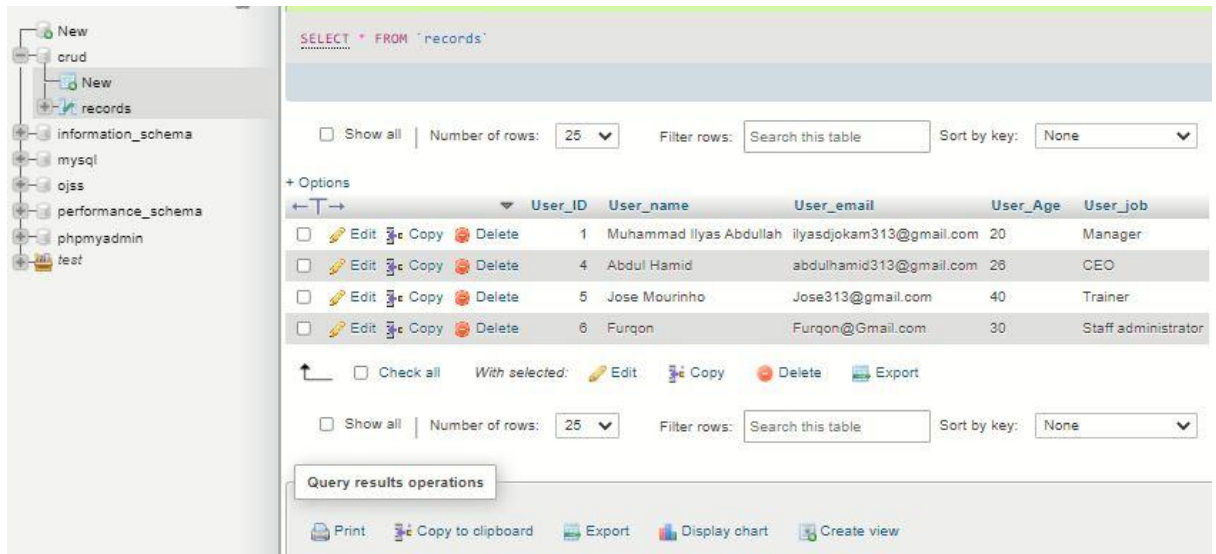 New
crud
New
records
information_schema
mysql
ojss
performance_schema
phpmyadmin
test
SELECT * FROM `records`
Show all | Number of rows: 25 Filter rows: Search this table Sort by key: None
+ Options
←T→ User_ID User_name User_email User_Age User_job
Edit Copy Delete 1 Muhammad Ilyas Abdullah ilyasdjokam313@gmail.com 20 Manager
Edit Copy Delete 4 Abdul Hamid abdulhamid313@gmail.com 26 CEO
Edit Copy Delete 5 Jose Mourinho Jose313@gmail.com 40 Trainer
Edit Copy Delete 6 Furqon Furqon@Gmail.com 30 Staff administrator
Check all With selected: Edit Copy Delete Export
Show all | Number of rows: 25 Filter rows: Search this table Sort by key: None
Query results operations
Print Copy to clipboard Export Display chart Create view